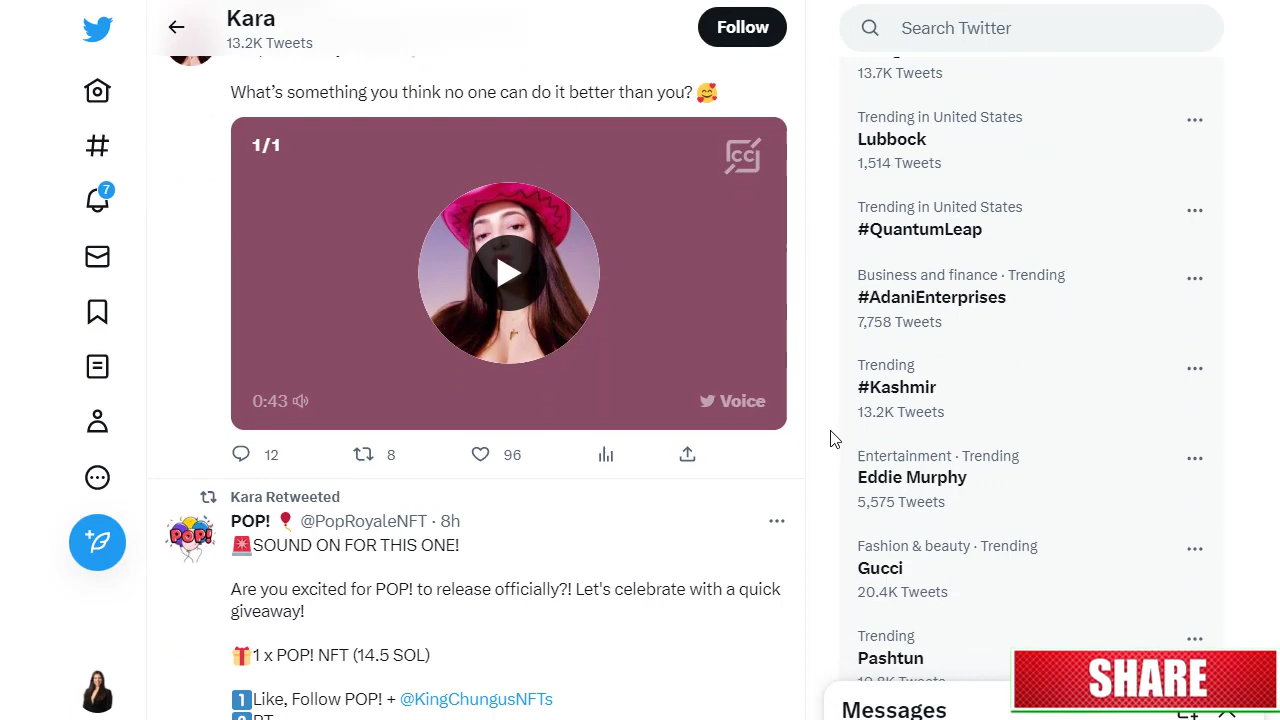 Kara
13.2K Tweets
Follow
Search Twitter
7
What's something you think no one can do it better than you? 🥰
1/1
CC
0:43
Voice
12
8
96
Kara Retweeted
POP! 🎈 @PopRoyaleNFT · 8h
🚨SOUND ON FOR THIS ONE!
Are you excited for POP! to release officially?! Let's celebrate with a quick
giveaway!
🎁1 x POP! NFT (14.5 SOL)
1️⃣Like, Follow POP! + @KingChungusNFTs
POP!
13.7K Tweets
Trending in United States
Lubbock
1,514 Tweets
Trending in United States
#QuantumLeap
Business and finance · Trending
#AdaniEnterprises
7,758 Tweets
Trending
#Kashmir
13.2K Tweets
Entertainment · Trending
Eddie Murphy
5,575 Tweets
Fashion & beauty · Trending
Gucci
20.4K Tweets
Trending
Pashtun
SHARE
Messages